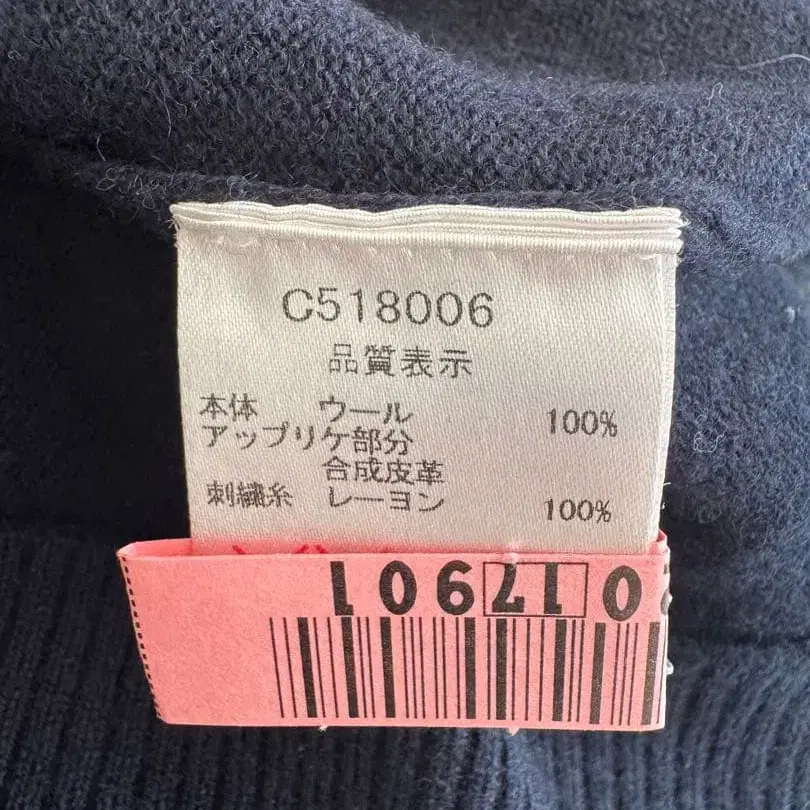 C518006
品質表示
本体 ウール 100%
アップリケ部分
合成皮革
刺繍糸 レーヨン 100%
017901